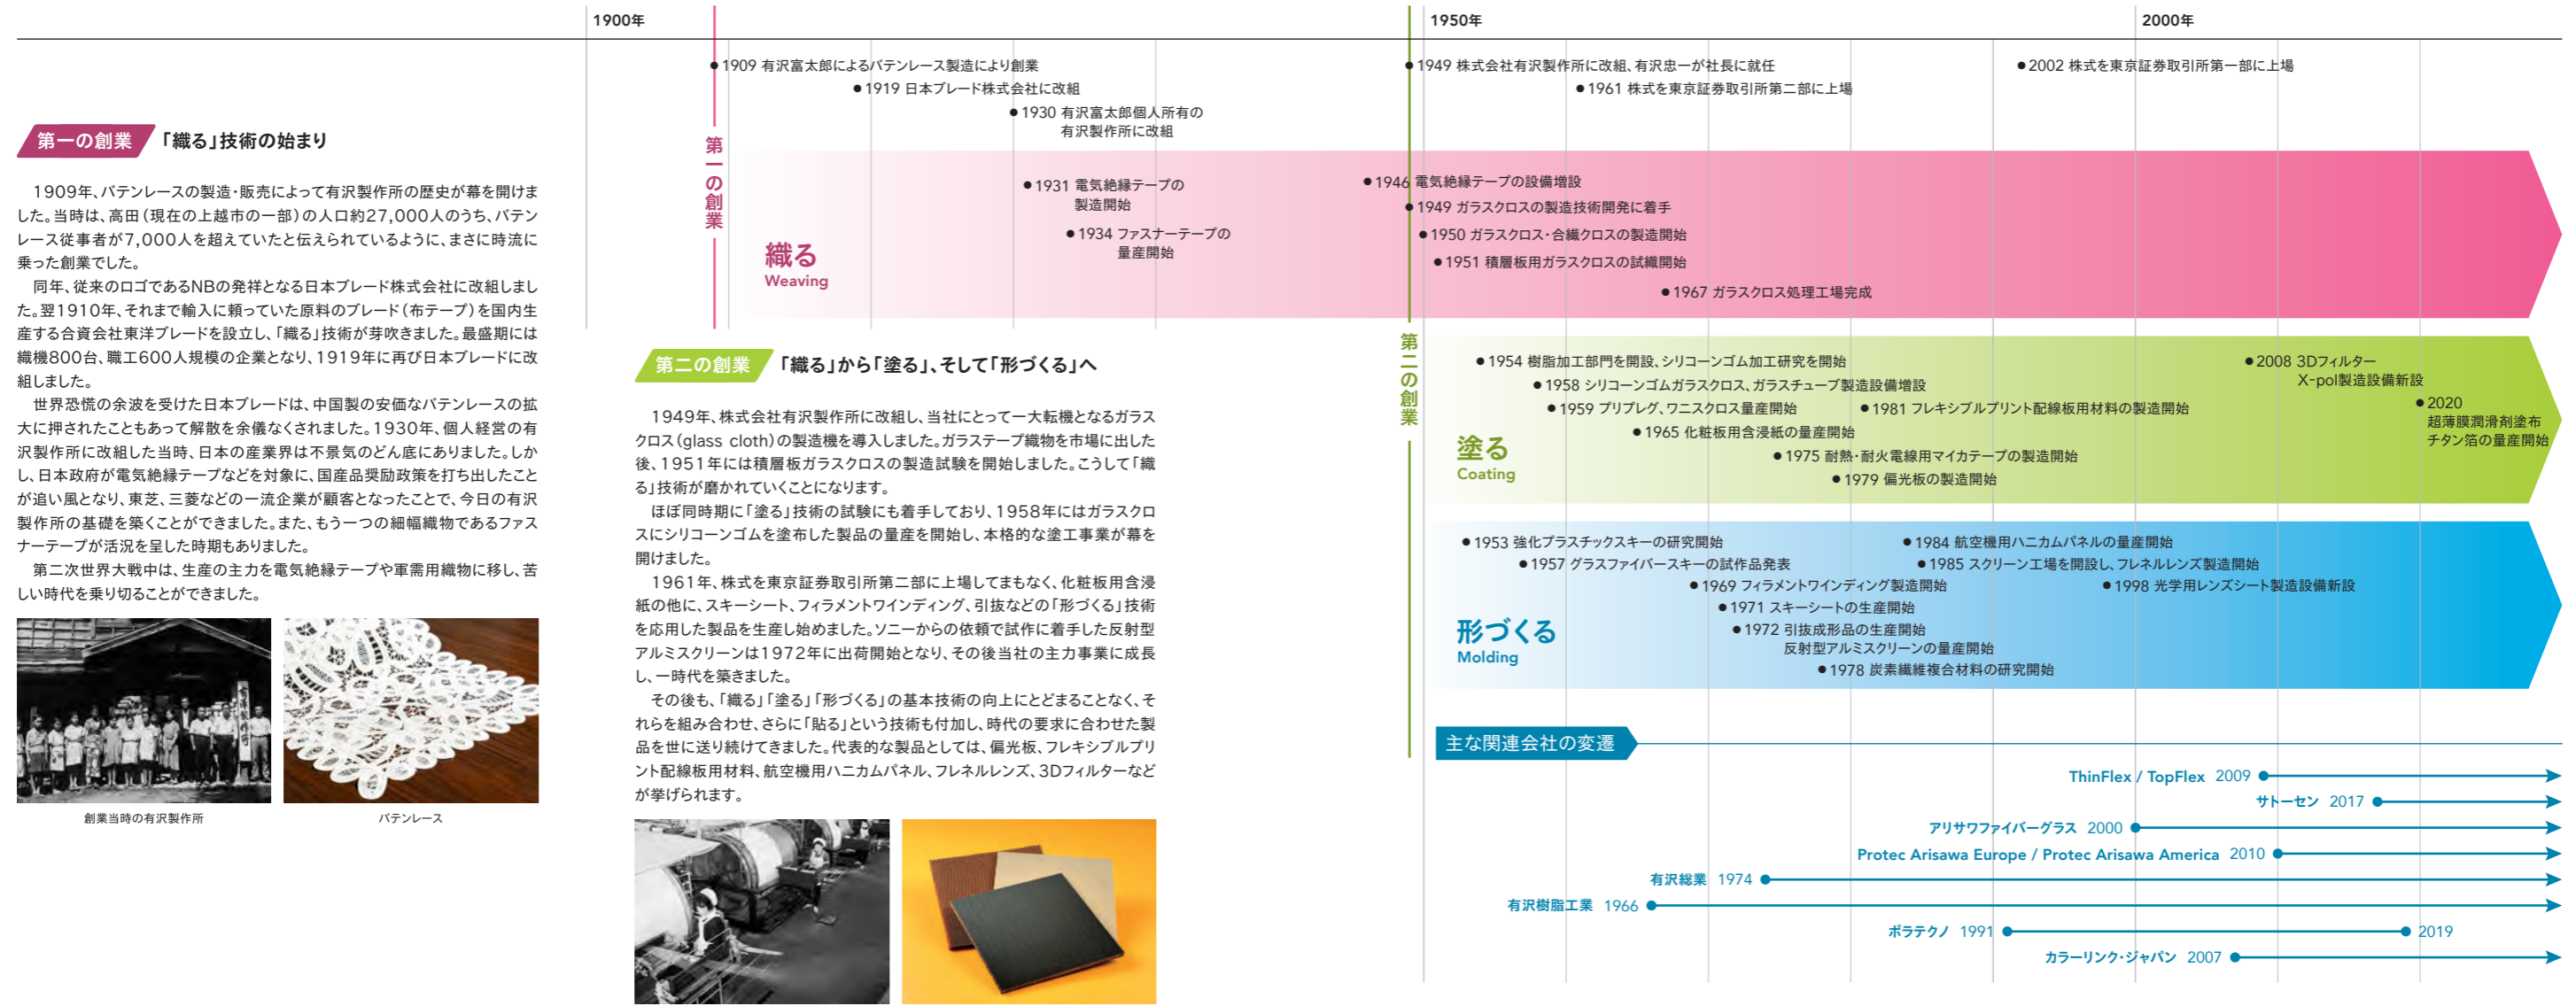 1900年
1950年
2000年
1909 有沢富太郎によるバテンレース製造により創業
1919 日本ブレード株式会社に改組
1930 有沢富太郎個人所有の
有沢製作所に改組
1949 株式会社有沢製作所に改組、有沢忠一が社長に就任
1961 株式を東京証券取引所第二部に上場
2002 株式を東京証券取引所第一部に上場
第一の創業
「織る」技術の始まり
1909年、バテンレースの製造・販売によって有沢製作所の歴史が幕を開けま
した。当時は、高田（現在の上越市の一部）の人口約27,000人のうち、バテン
レース従事者が7,000人を超えていたと伝えられているように、まさに時流に
乗った創業でした。
同年、従来のロゴであるNBの発祥となる日本ブレード株式会社に改組しまし
た。翌1910年、それまで輸入に頼っていた原料のブレード（布テープ）を国内生
産する合資会社東洋ブレードを設立し、「織る」技術が芽吹きました。最盛期には
織機800台、職工600人規模の企業となり、1919年に再び日本ブレードに改
組しました。
世界恐慌の余波を受けた日本ブレードは、中国製の安価なバテンレースの拡
大に押されたこともあって解散を余儀なくされました。1930年、個人経営の有
沢製作所に改組した当時、日本の産業界は不景気のどん底にありました。しか
し、日本政府が電気絶縁テープなどを対象に、国産品奨励政策を打ち出したこと
が追い風となり、東芝、三菱などの一流企業が顧客となったことで、今日の有沢
製作所の基礎を築くことができました。また、もう一つの細幅織物であるファス
ナーテープが活況を呈した時期もありました。
第二次世界大戦中は、生産の主力を電気絶縁テープや軍需用織物に移し、苦
しい時代を乗り切ることができました。
創業当時の有沢製作所
バテンレース
第一の創業
織る
Weaving
1931 電気絶縁テープの
製造開始
1934 ファスナーテープの
量産開始
1946 電気絶縁テープの設備増設
1949 ガラスクロスの製造技術開発に着手
1950 ガラスクロス・合繊クロスの製造開始
1951 積層板用ガラスクロスの試織開始
1967 ガラスクロス処理工場完成
第二の創業
「織る」から「塗る」、そして「形づくる」へ
1949年、株式会社有沢製作所に改組し、当社にとって一大転機となるガラス
クロス（glass cloth）の製造機を導入しました。ガラステープ織物を市場に出した
後、1951年には積層板ガラスクロスの製造試験を開始しました。こうして「織
る」技術が磨かれていくことになります。
ほぼ同時期に「塗る」技術の試験にも着手しており、1958年にはガラスクロ
スにシリコーンゴムを塗布した製品の量産を開始し、本格的な塗工事業が幕を
開けました。
1961年、株式を東京証券取引所第二部に上場してまもなく、化粧板用含浸
紙の他に、スキーシート、フィラメントワインディング、引抜などの「形づくる」技術
を応用した製品を生産し始めました。ソニーからの依頼で試作に着手した反射型
アルミスクリーンは1972年に出荷開始となり、その後当社の主力事業に成長
し、一時代を築きました。
その後も、「織る」「塗る」「形づくる」の基本技術の向上にとどまることなく、そ
れらを組み合わせ、さらに「貼る」という技術も付加し、時代の要求に合わせた製
品を世に送り続けてきました。代表的な製品としては、偏光板、フレキシブルプリ
ント配線板用材料、航空機用ハニカムパネル、フレネルレンズ、3Dフィルターなど
が挙げられます。
第二の創業
塗る
Coating
1954 樹脂加工部門を開設、シリコーンゴム加工研究を開始
1958 シリコーンゴムガラスクロス、ガラスチューブ製造設備増設
1959 プリプレグ、ワニスクロス量産開始
1965 化粧板用含浸紙の量産開始
1975 耐熱・耐火電線用マイカテープの製造開始
1979 偏光板の製造開始
1981 フレキシブルプリント配線板用材料の製造開始
2008 3Dフィルター
X-pol製造設備新設
2020
超薄膜潤滑剤塗布
チタン箔の量産開始
形づくる
Molding
1953 強化プラスチックスキーの研究開始
1957 グラスファイバースキーの試作品発表
1969 フィラメントワインディング製造開始
1971 スキーシートの生産開始
1972 引抜成形品の生産開始
反射型アルミスクリーンの量産開始
1978 炭素繊維複合材料の研究開始
1984 航空機用ハニカムパネルの量産開始
1985 スクリーン工場を開設し、フレネルレンズ製造開始
1998 光学用レンズシート製造設備新設
主な関連会社の変遷
ThinFlex / TopFlex 2009
サトーセン 2017
アリサワファイバーグラス 2000
Protec Arisawa Europe / Protec Arisawa America 2010
有沢総業 1974
有沢樹脂工業 1966
ポラテクノ 1991 2019
カラーリンク・ジャパン 2007